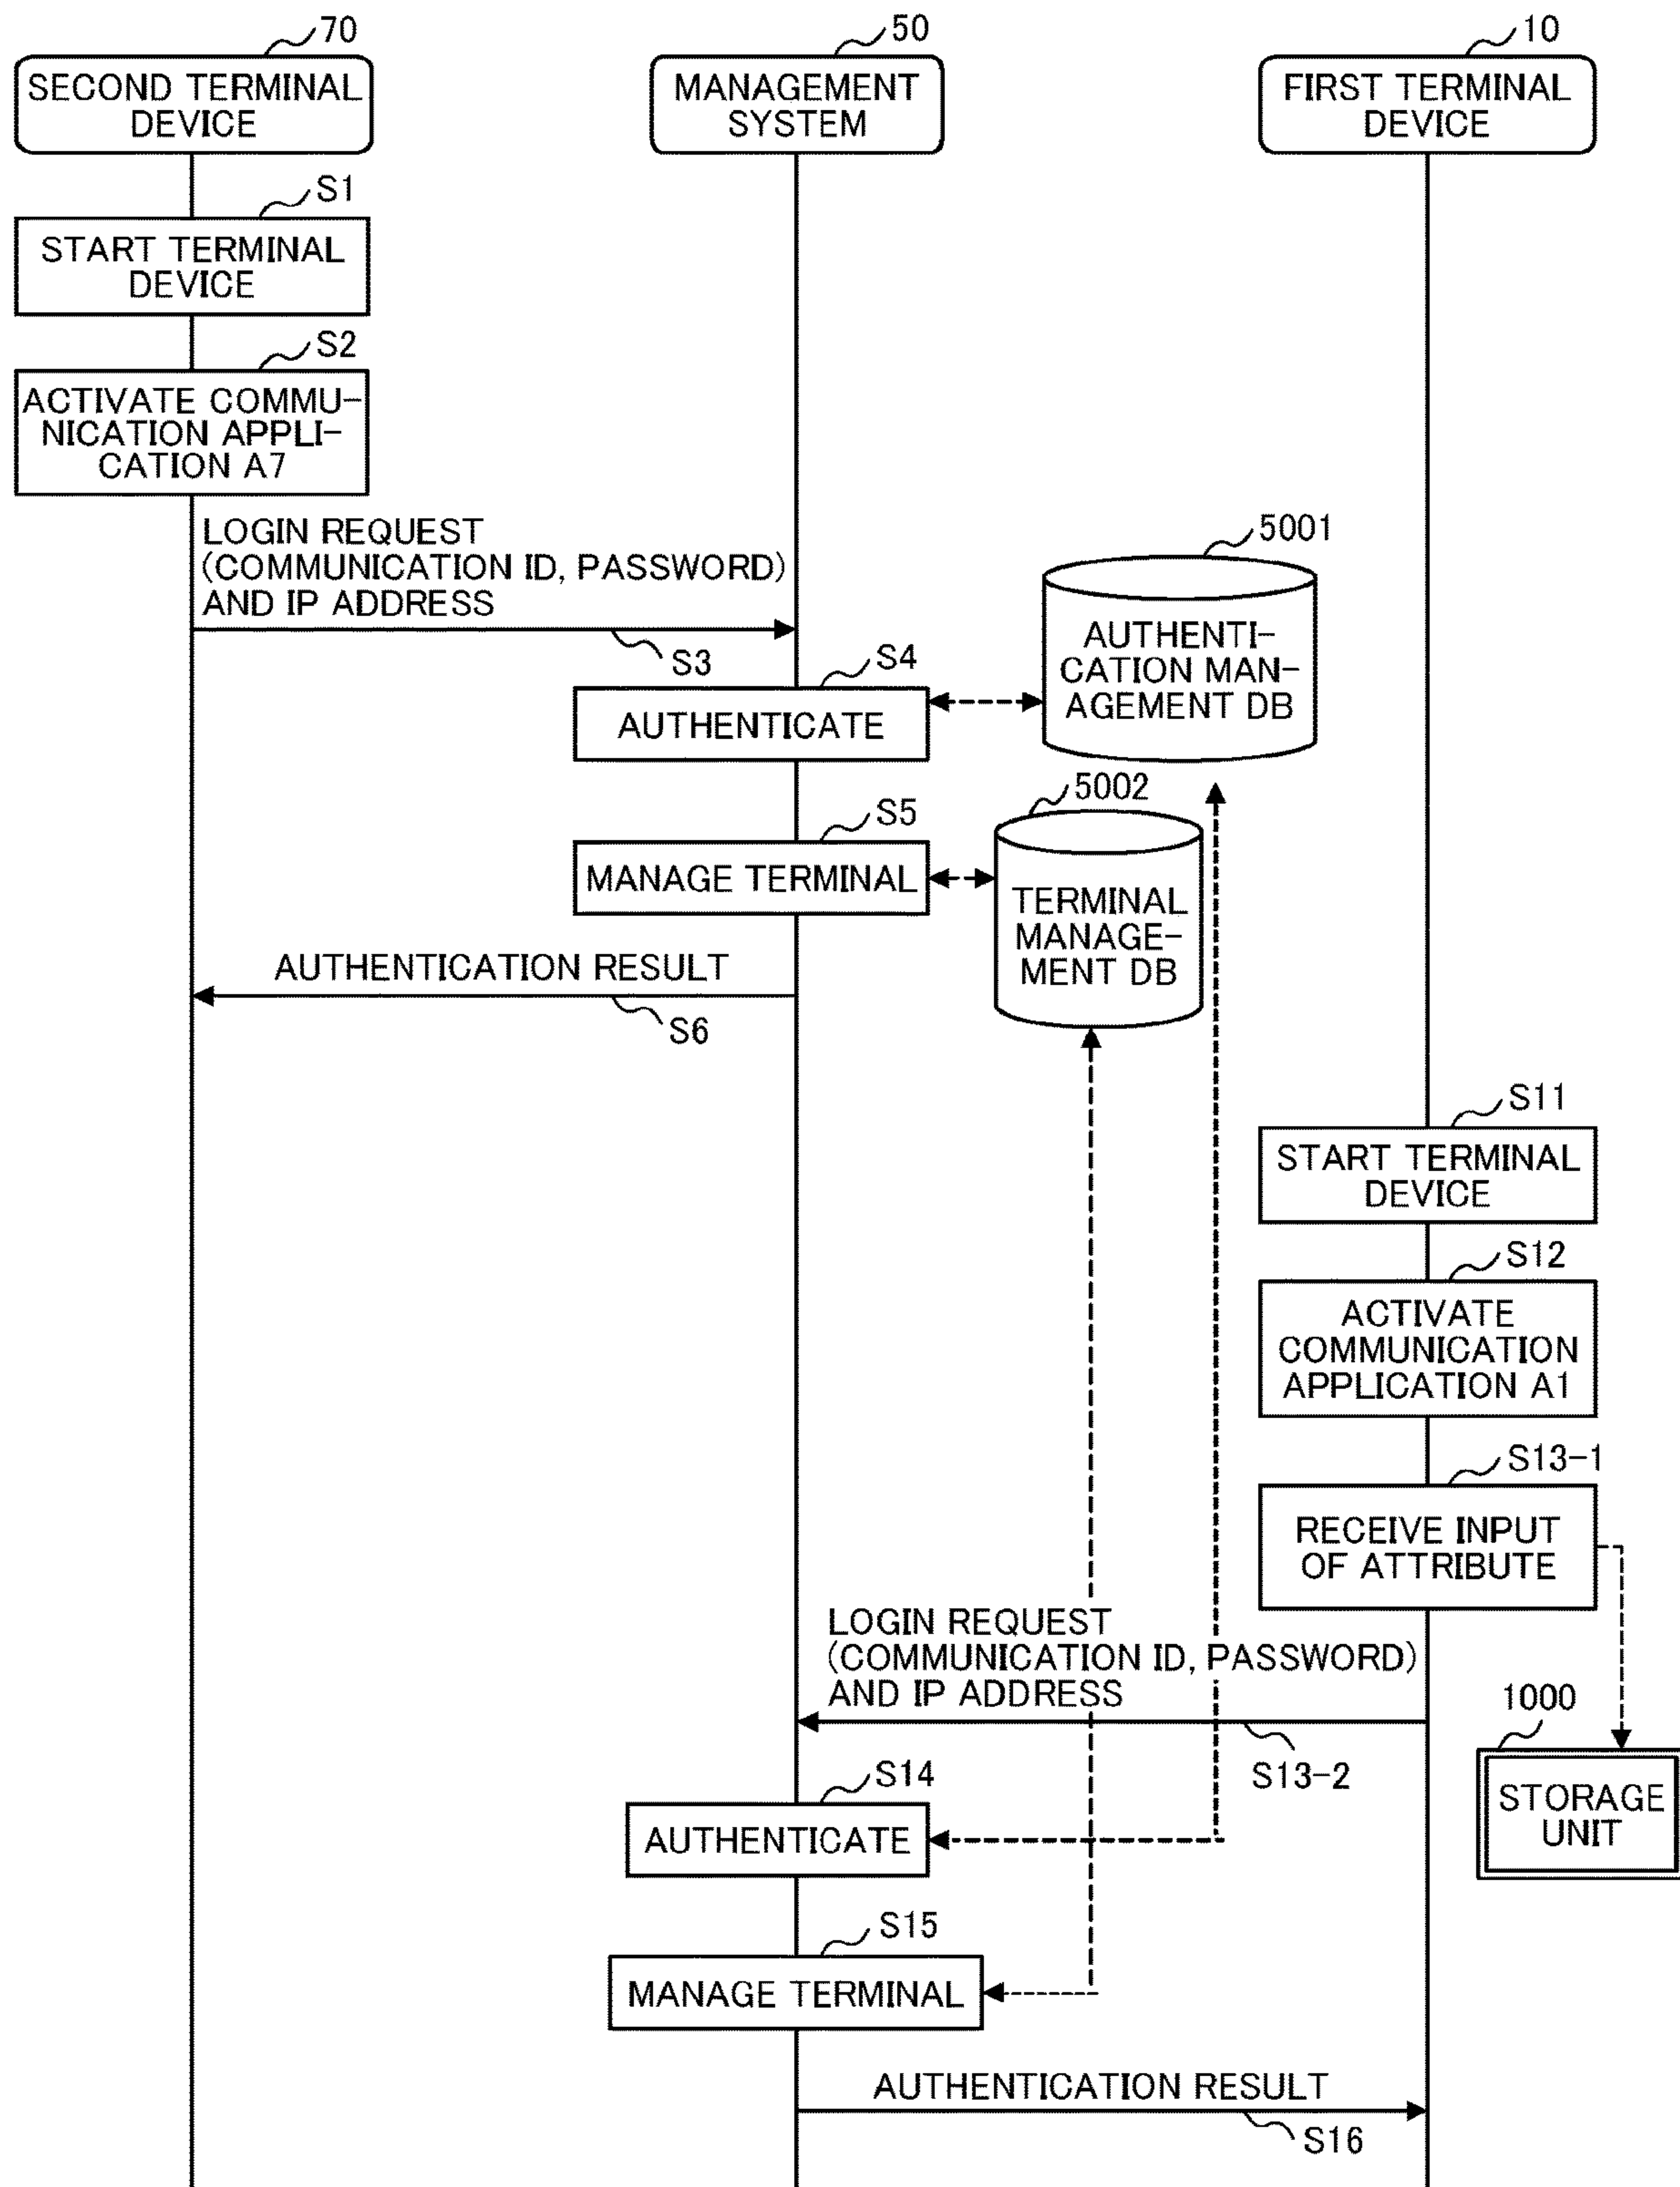 70
SECOND TERMINAL
DEVICE
50
MANAGEMENT
SYSTEM
10
FIRST TERMINAL
DEVICE
S1
START TERMINAL
DEVICE
S2
ACTIVATE COMMU-
NICATION APPLI-
CATION A7
LOGIN REQUEST
(COMMUNICATION ID, PASSWORD)
AND IP ADDRESS
S3
5001
AUTHENTI-
CATION MAN-
AGEMENT DB
S4
AUTHENTICATE
5002
TERMINAL
MANAGE-
MENT DB
S5
MANAGE TERMINAL
AUTHENTICATION RESULT
S6
S11
START TERMINAL
DEVICE
S12
ACTIVATE
COMMUNICATION
APPLICATION A1
S13-1
RECEIVE INPUT
OF ATTRIBUTE
LOGIN REQUEST
(COMMUNICATION ID, PASSWORD)
AND IP ADDRESS
S13-2
1000
STORAGE
UNIT
S14
AUTHENTICATE
S15
MANAGE TERMINAL
AUTHENTICATION RESULT
S16